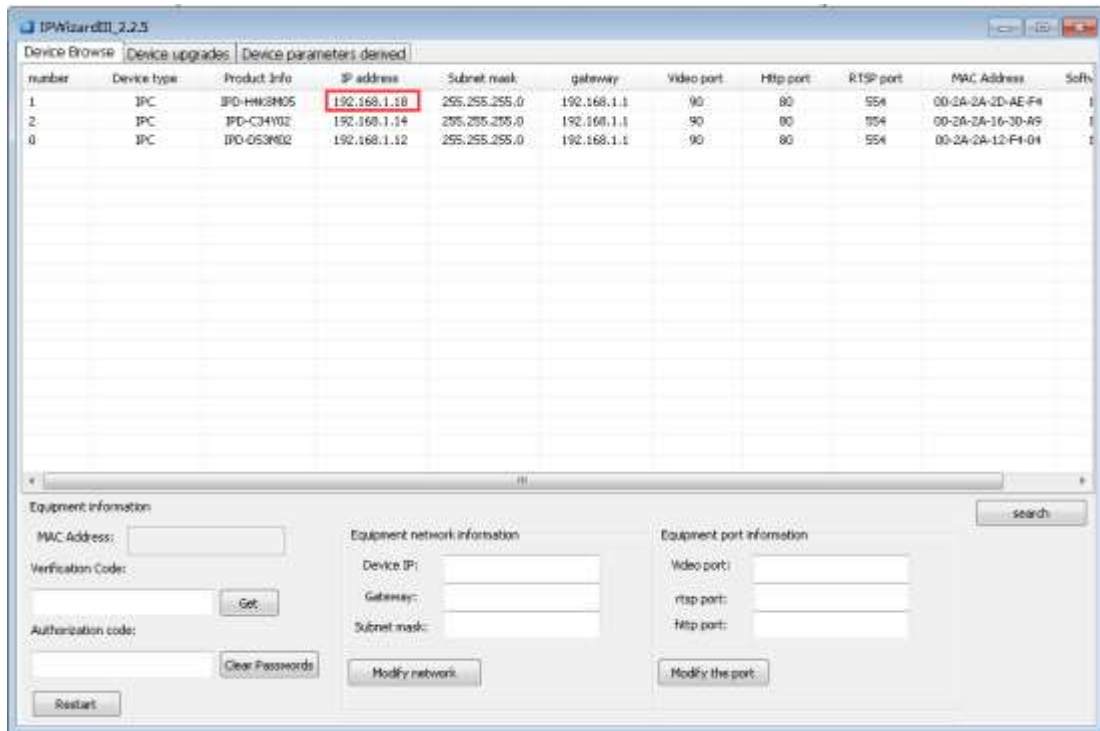 IPWizardIII_2.2.5
Device Browse Device upgrades Device parameters derived
number Device type Product Info IP address Subnet mask gateway Video port Http port RTSP port MAC Address Softw
1 IPC IPD-H4K8M05 192.168.1.18 255.255.255.0 192.168.1.1 90 80 554 00-2A-2A-2D-AE-F4
2 IPC IPD-C34Y02 192.168.1.14 255.255.255.0 192.168.1.1 90 80 554 00-2A-2A-16-30-A9
0 IPC IPD-D53M02 192.168.1.12 255.255.255.0 192.168.1.1 90 80 554 00-2A-2A-12-F4-04
Equipment information
search
MAC Address:
Equipment network information
Equipment port information
Verification Code:
Device IP:
Video port:
Get
Gateway:
rtsp port:
Authorization code:
Subnet mask:
http port:
Clear Passwords
Modify network
Modify the port
Restart